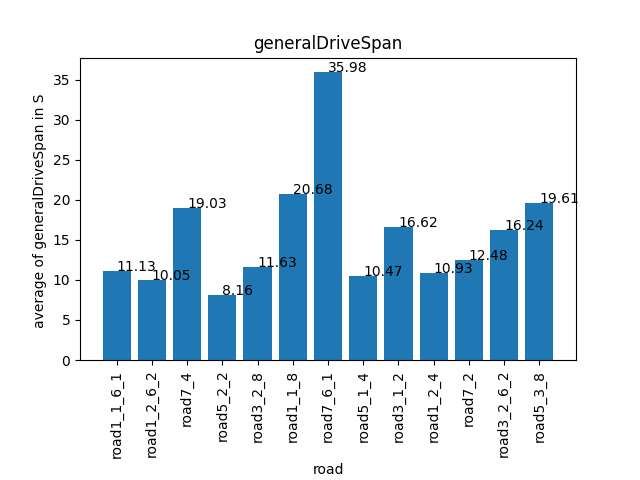 generalDriveSpan
average of generalDriveSpan in S
35
30
25
20
15
10
5
0
11.13
10.05
19.03
8.16
11.63
20.68
35.98
10.47
16.62
10.93
12.48
16.24
19.61
road1_1_6_1
road1_2_6_2
road7_4
road5_2_2
road3_2_8
road1_1_8
road7_6_1
road5_1_4
road3_1_2
road1_2_4
road7_2
road3_2_6_2
road5_3_8
road